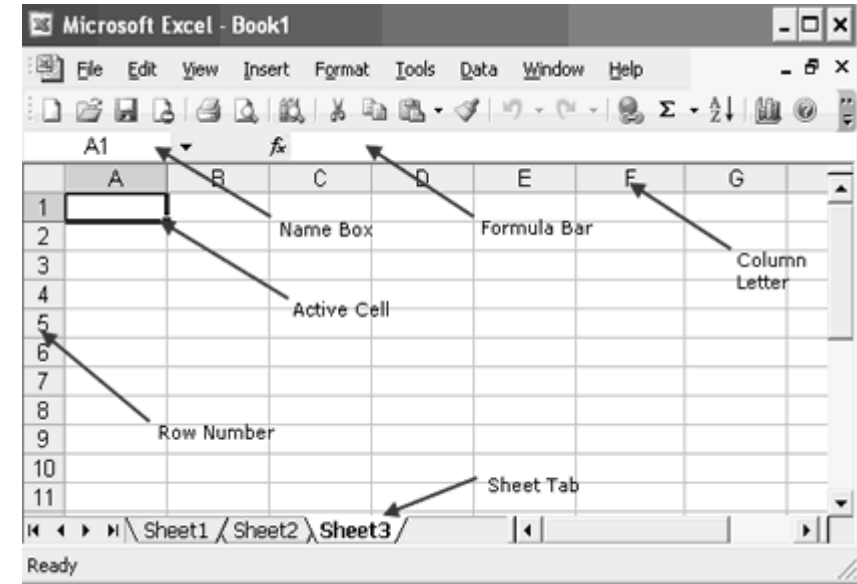 Microsoft Excel - Book1
File Edit View Insert Format Tools Data Window Help
A1 fx
A B C D E F G
1
Name Box Formula Bar
2
3 Column
Letter
4
Active Cell
5
6
7
8
Row Number
9
10
Sheet Tab
11
Sheet1 Sheet2 Sheet3
Ready